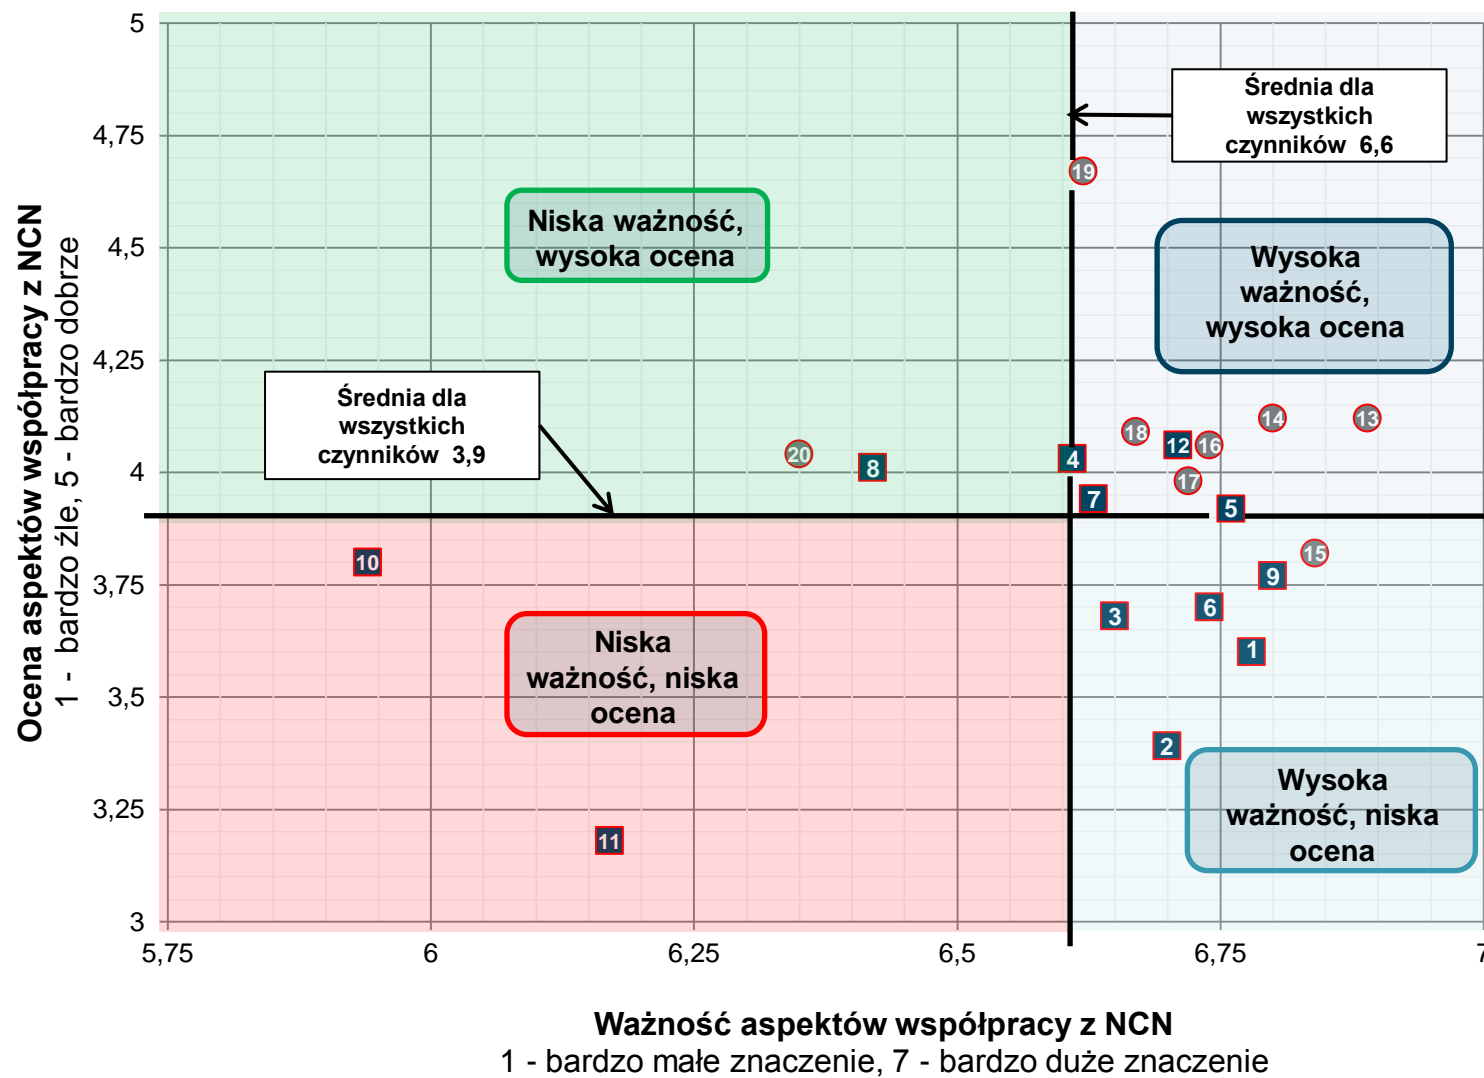 Ocena aspektów współpracy z NCN
1 - bardzo źle, 5 - bardzo dobrze
5
4,75
4,5
4,25
4
3,75
3,5
3,25
3
Średnia dla
wszystkich
czynników 6,6
19
Niska ważność,
wysoka ocena
Wysoka
ważność,
wysoka ocena
Średnia dla
wszystkich
czynników 3,9
14
13
18
12
16
20
8
4
17
7
5
10
15
9
6
3
1
Niska
ważność, niska
ocena
2
Wysoka
ważność, niska
ocena
11
5,75
6
6,25
6,5
6,75
7
Ważność aspektów współpracy z NCN
1 - bardzo małe znaczenie, 7 - bardzo duże znaczenie